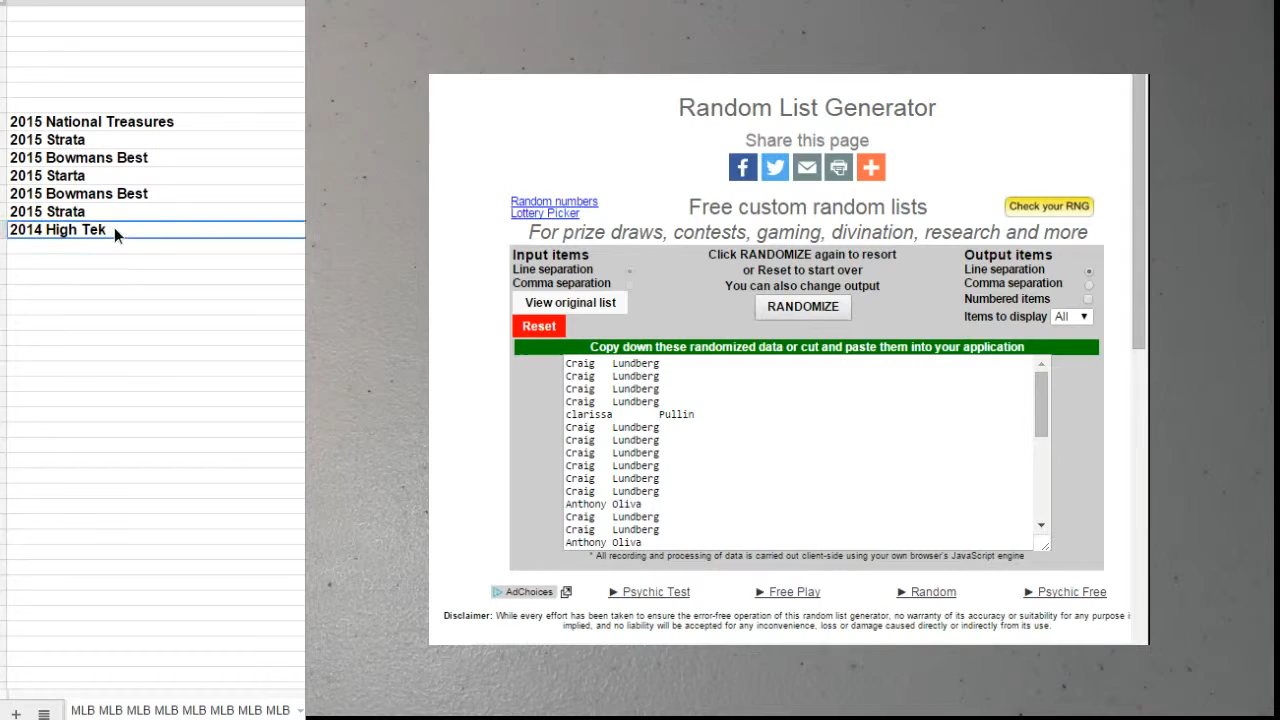 2015 National Treasures
2015 Strata
2015 Bowmans Best
2015 Starta
2015 Bowmans Best
2015 Strata
2014 High Tek
MLB MLB MLB MLB MLB MLB MLB MLB
Random List Generator
Share this page
Random numbers
Lottery Picker
Free custom random lists
Check your RNG
For prize draws, contests, gaming, divination, research and more
Input items
Line separation
Comma separation
View original list
Reset
Click RANDOMIZE again to resort
or Reset to start over
You can also change output
RANDOMIZE
Output items
Line separation
Comma separation
Numbered items
Items to display All
Copy down these randomized data or cut and paste them into your application
Craig Lundberg
Craig Lundberg
Craig Lundberg
Craig Lundberg
clarissa Pullin
Craig Lundberg
Craig Lundberg
Craig Lundberg
Craig Lundberg
Craig Lundberg
Craig Lundberg
Anthony Oliva
Craig Lundberg
Craig Lundberg
Anthony Oliva
* All recording and processing of data is carried out client-side using your own browser's JavaScript engine
AdChoices
► Psychic Test
► Free Play
► Random
► Psychic Free
Disclaimer: While every effort has been taken to ensure the error-free operation of this random list generator, no warranty of its accuracy or suitability for any purpose is
implied, and no liability will be accepted for any inconvenience, loss or damage caused directly or indirectly from its use.